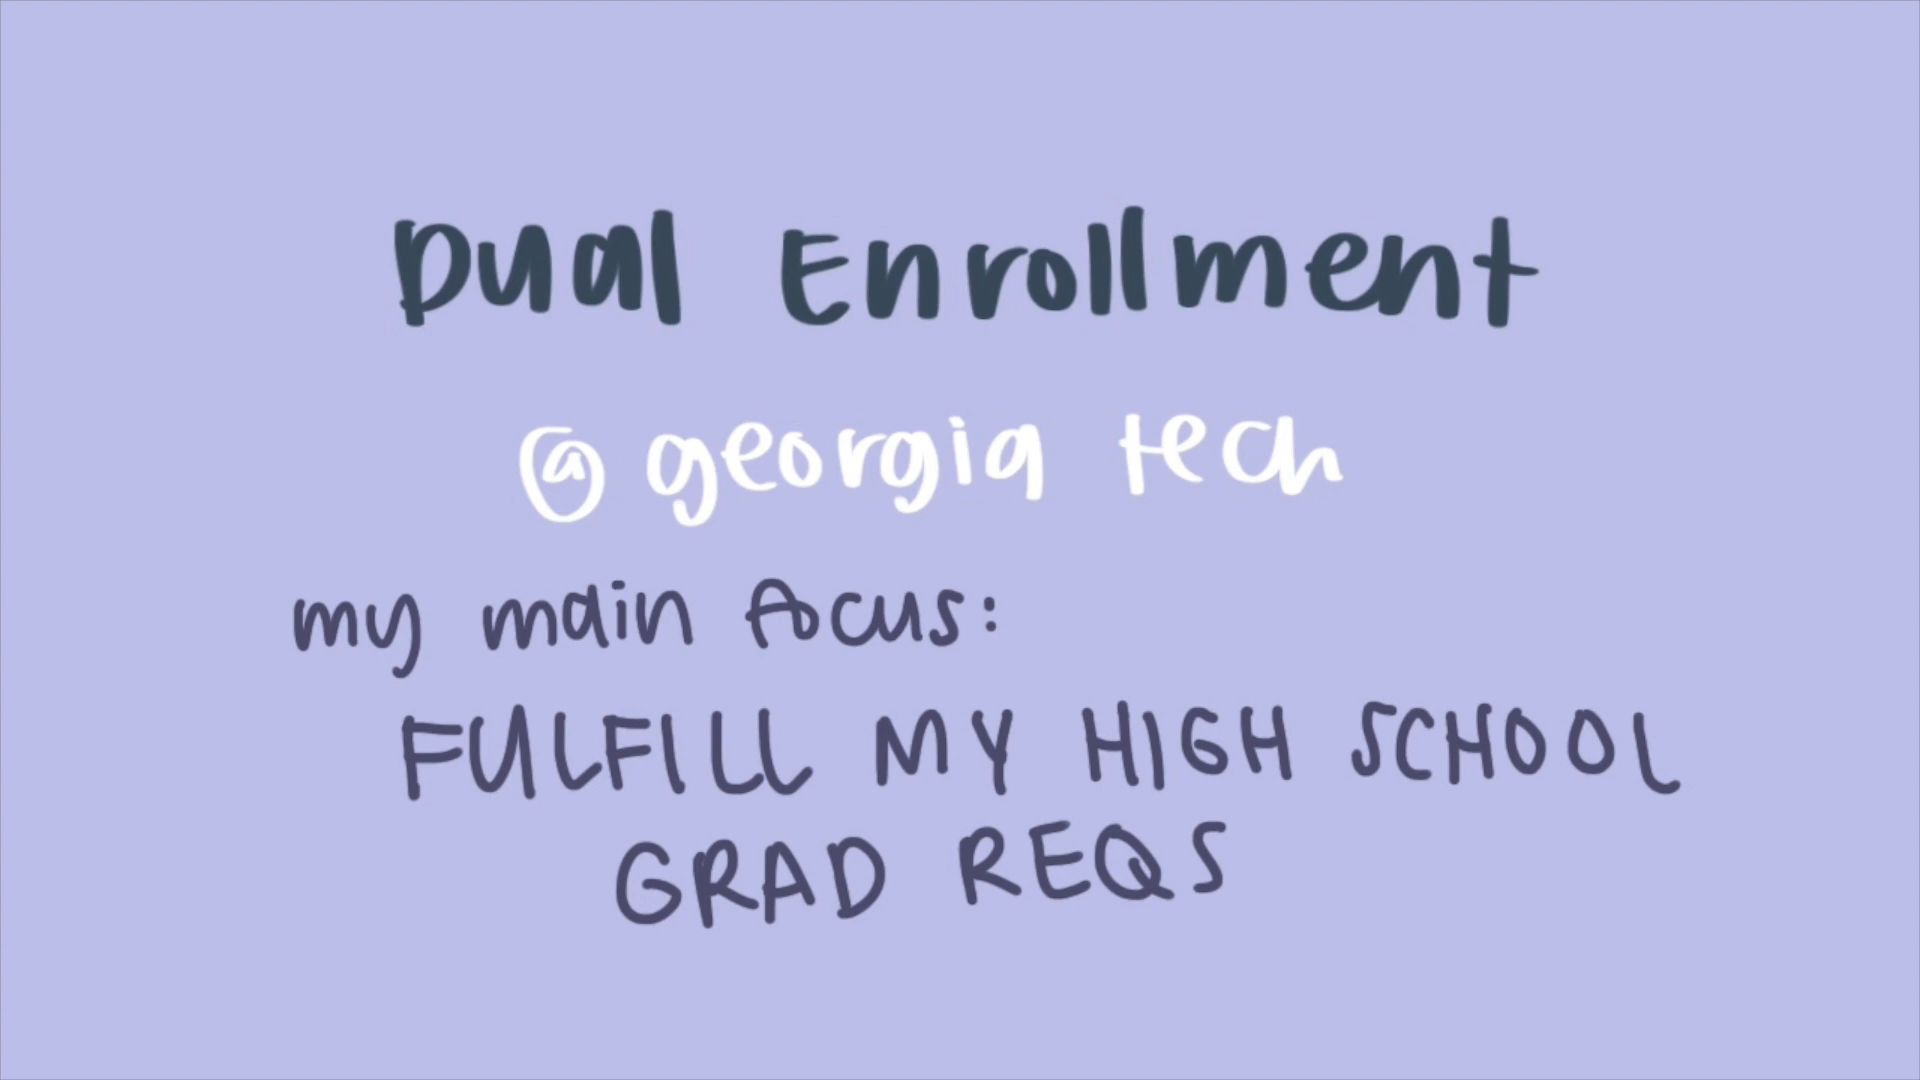 Dual Enrollment
@ georgia tech
my main focus:
FULFILL MY HIGH SCHOOL
GRAD REQS